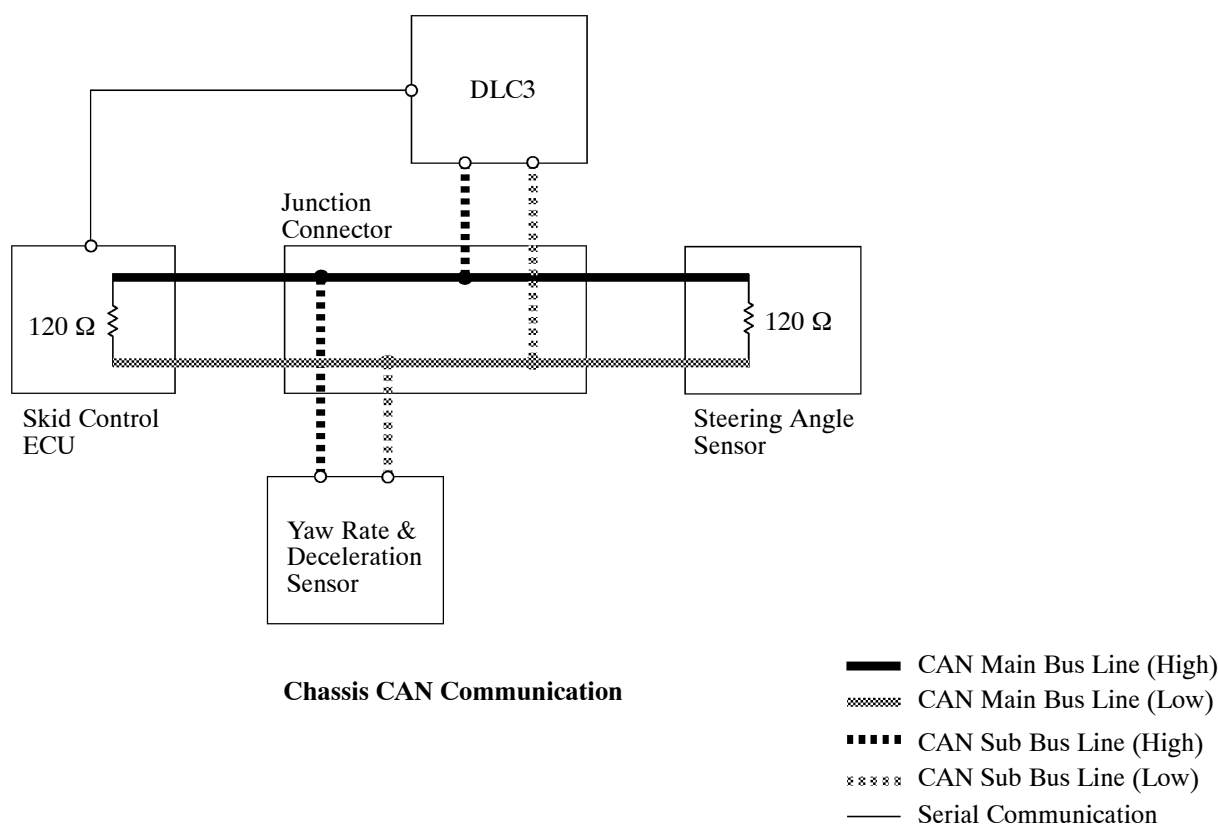 DLC3
Junction
Connector
120 Ω
120 Ω
Skid Control
ECU
Steering Angle
Sensor
Yaw Rate &
Deceleration
Sensor
Chassis CAN Communication
CAN Main Bus Line (High)
CAN Main Bus Line (Low)
CAN Sub Bus Line (High)
CAN Sub Bus Line (Low)
Serial Communication